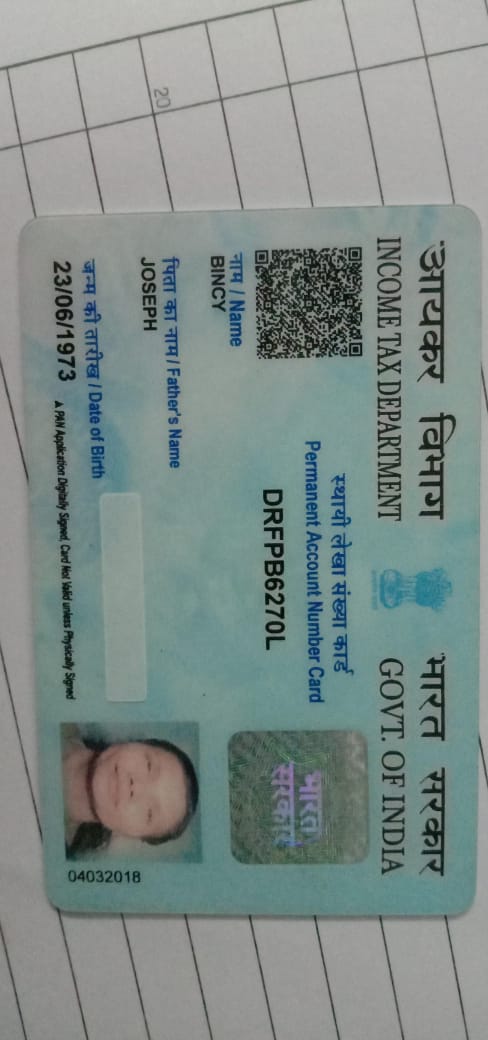 20
आयकर विभाग
INCOME TAX DEPARTMENT
भारत सरकार
GOVT. OF INDIA
स्थायी लेखा संख्या कार्ड
Permanent Account Number Card
DRFPB6270L
नाम / Name
BINCY
पिता का नाम / Father's Name
JOSEPH
जन्म की तारीख / Date of Birth
23/06/1973
A PAN Application Digitally Signed, Card Not Valid unless Physically Signed
भारत
सरकार
04032018